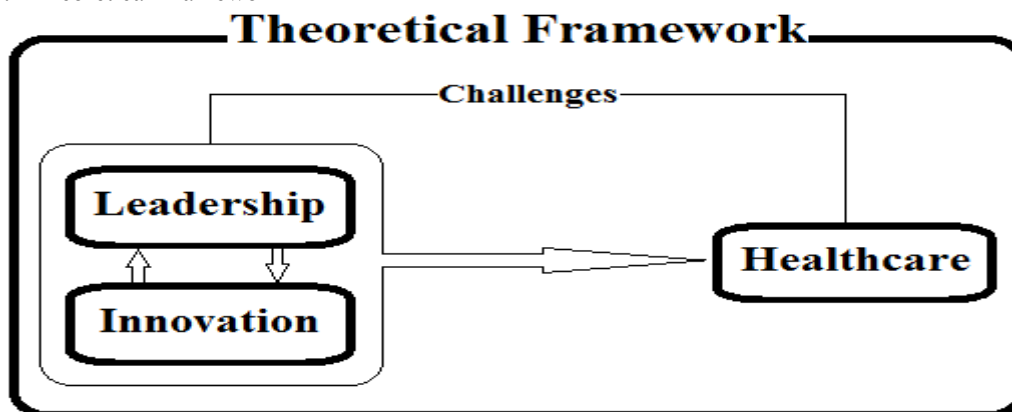 Theoretical Framework
Challenges
Leadership
Healthcare
Innovation